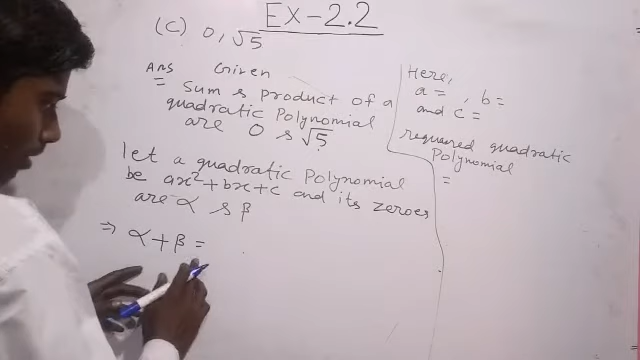 EX-2.2
(C) 0, √5
Ans Given
= Sum & product of a
quadratic Polynomial
are 0 & √5
let a quadratic Polynomial
be ax²+bx+c and its zeroes
are α & β
⇒ α+β=
Here,
a= , b=
and c=
requered quadratic
Polynomial
=